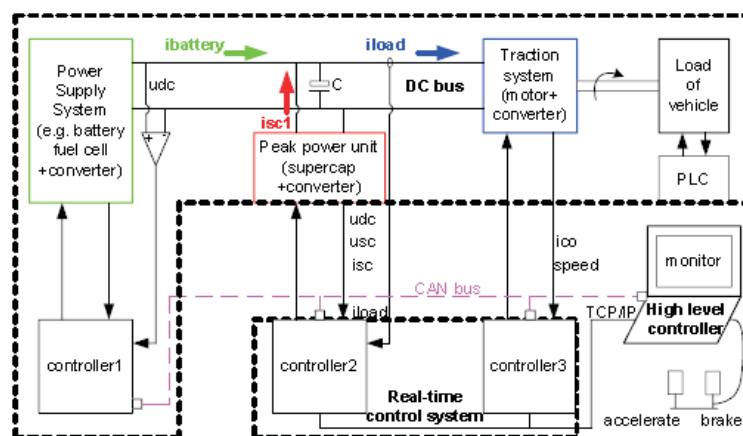 ibattery
iload
Power
Supply
System
(e.g. battery
fuel cell
+converter)
udc
+ -
C
DC bus
Traction
system
(motor+
converter)
Load
of
vehicle
isc1
Peak power unit
(supercap
+converter)
PLC
udc
usc
isc
ico
speed
monitor
CAN bus
iload
TCP/IP
High level
controller
controller1
controller2
controller3
Real-time
control system
accelerate
brake